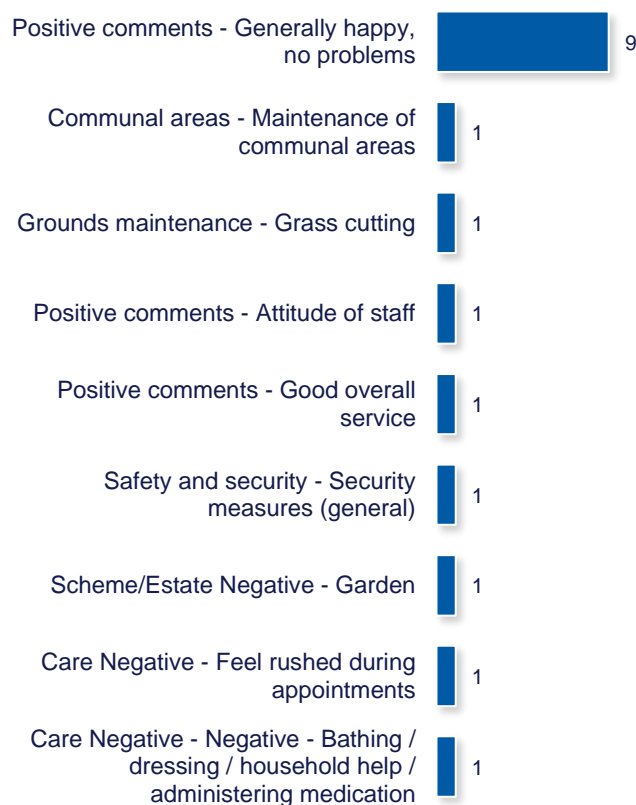 Positive comments - Generally happy,
no problems
9
Communal areas - Maintenance of
communal areas
1
Grounds maintenance - Grass cutting
1
Positive comments - Attitude of staff
1
Positive comments - Good overall
service
1
Safety and security - Security
measures (general)
1
Scheme/Estate Negative - Garden
1
Care Negative - Feel rushed during
appointments
1
Care Negative - Negative - Bathing /
dressing / household help /
administering medication
1